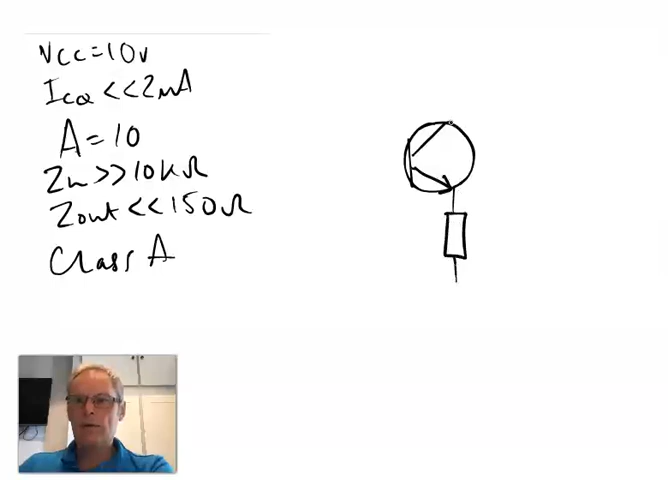 Vcc=10v
Icq <<2mA
A=10
Zin >>10kΩ
Zout <<150Ω
Class A